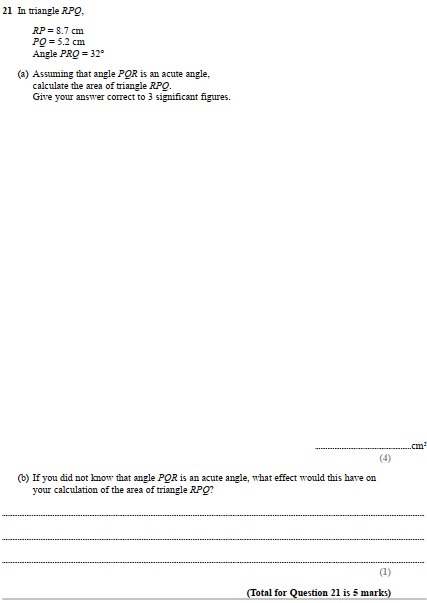 21 In triangle RPQ,
RP = 8.7 cm
PQ = 5.2 cm
Angle PRQ = 32°
(a) Assuming that angle PQR is an acute angle,
calculate the area of triangle RPQ.
Give your answer correct to 3 significant figures.
cm²
(4)
(b) If you did not know that angle PQR is an acute angle, what effect would this have on
your calculation of the area of triangle RPQ?
(1)
(Total for Question 21 is 5 marks)